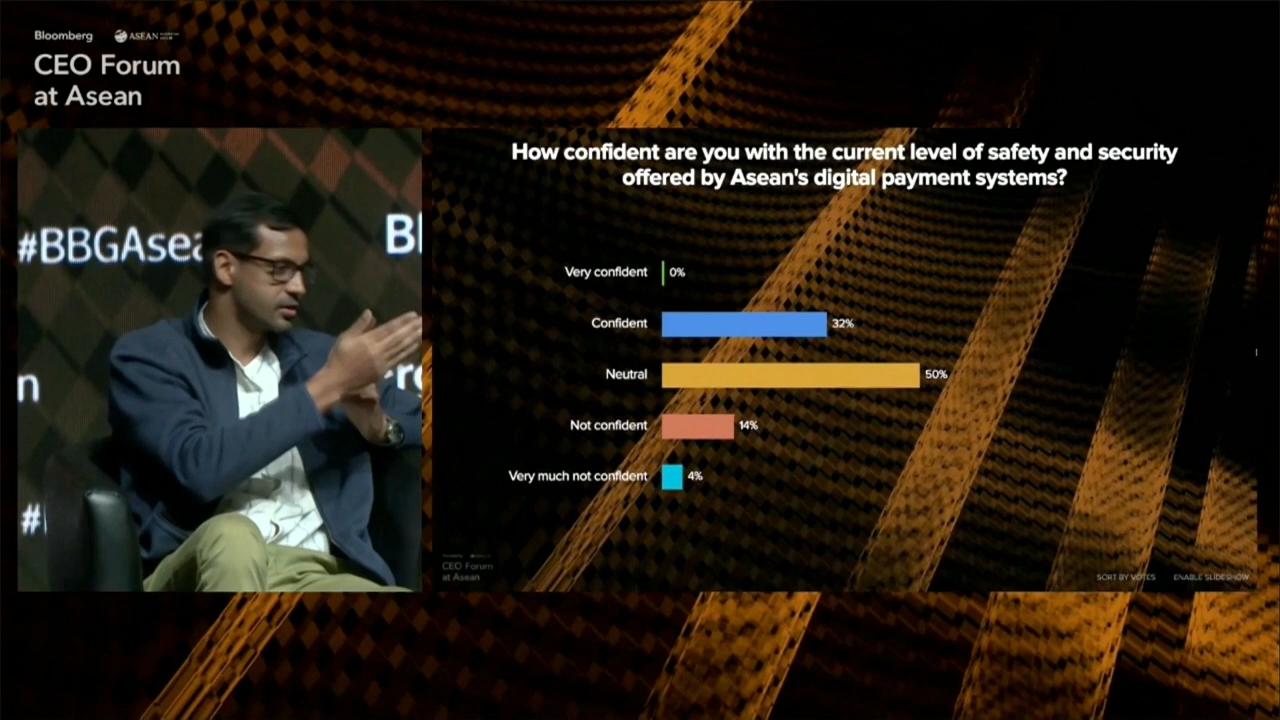 Bloomberg ASEAN
CEO Forum
at Asean
#BBGAsea
n
#
How confident are you with the current level of safety and security
offered by Asean's digital payment systems?
Very confident 0%
Confident 32%
Neutral 50%
Not confident 14%
Very much not confident 4%
CEO Forum
at Asean
SORT BY VOTES ENABLE SLIDESHOW